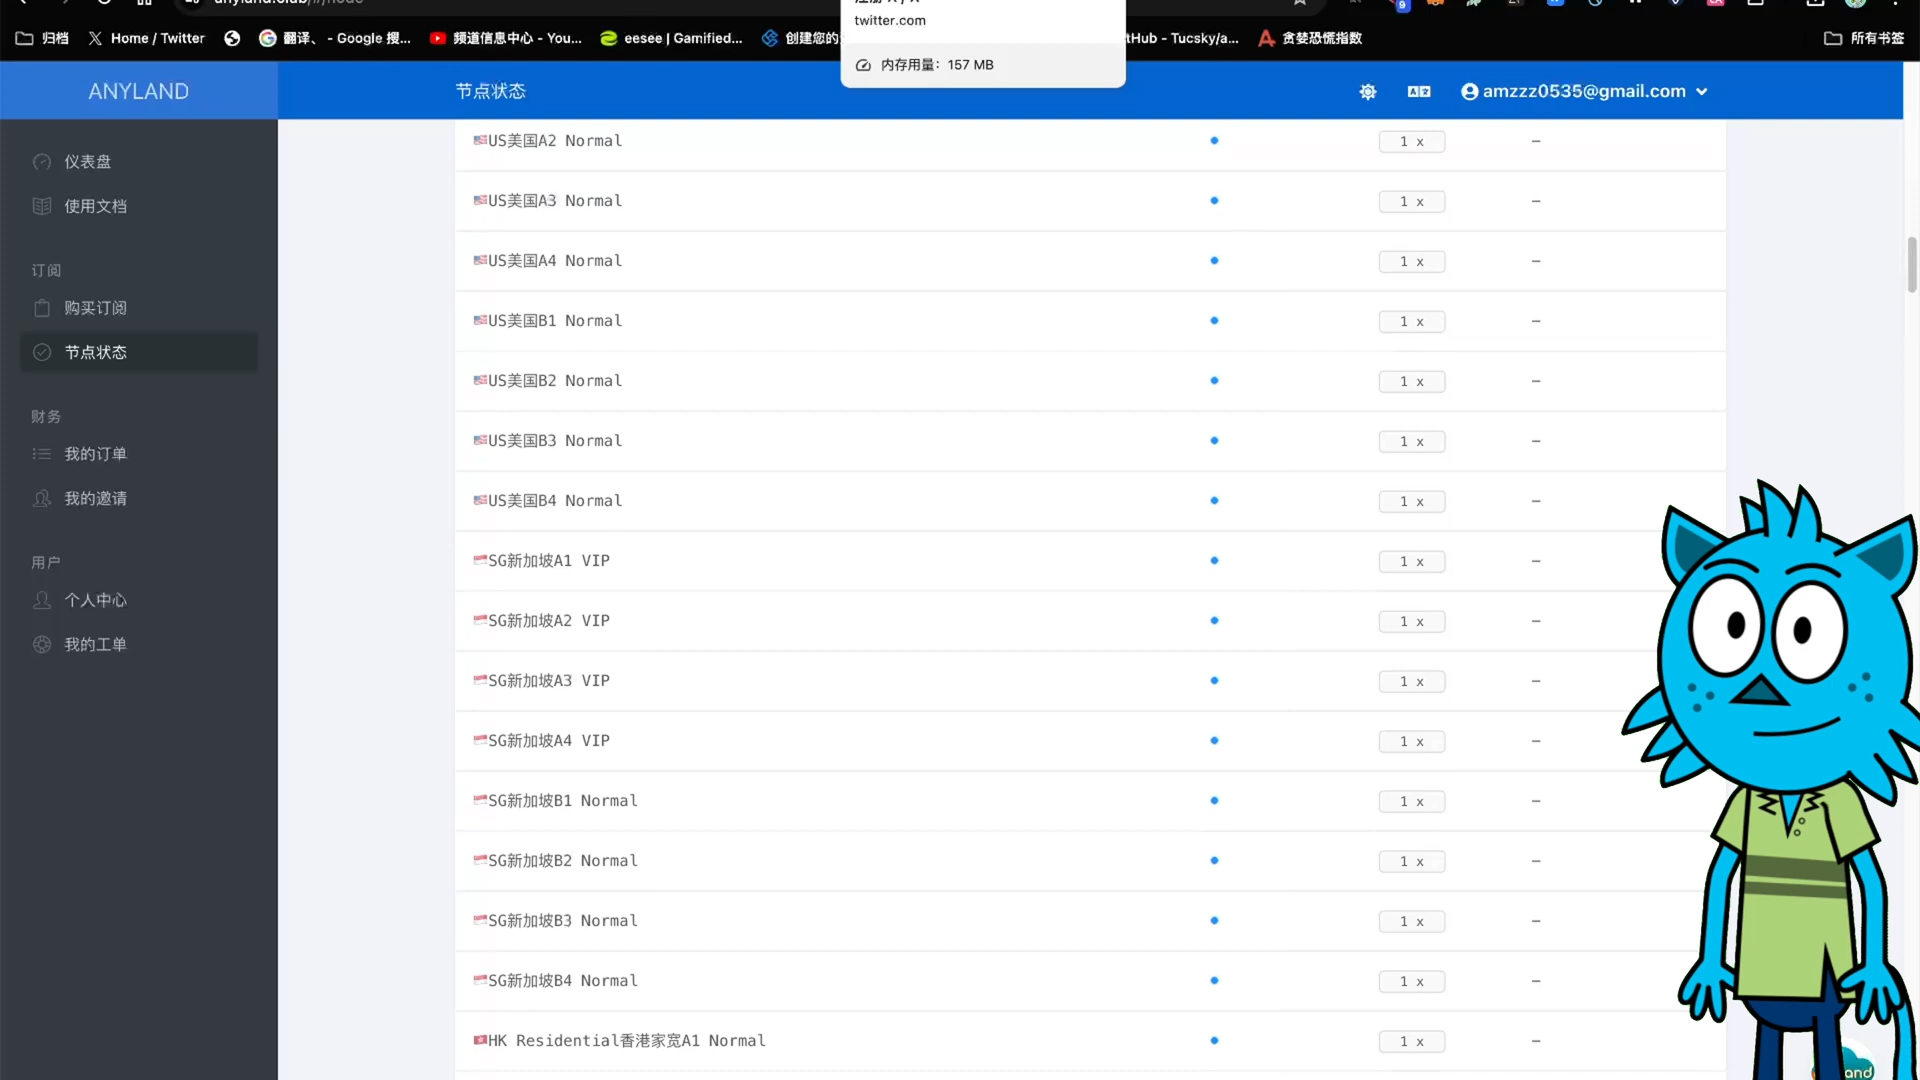 归档
Home / Twitter
翻译、 - Google 搜...
频道信息中心 - You...
eesee | Gamified...
创建您的
tHub - Tucsky/a...
贪婪恐慌指数
所有书签
9
twitter.com
内存用量：157 MB
ANYLAND
节点状态
amzzz0535@gmail.com
仪表盘
使用文档
订阅
购买订阅
节点状态
财务
我的订单
我的邀请
用户
个人中心
我的工单
US美国A2 Normal 1 x –
US美国A3 Normal 1 x –
US美国A4 Normal 1 x –
US美国B1 Normal 1 x –
US美国B2 Normal 1 x –
US美国B3 Normal 1 x –
US美国B4 Normal 1 x –
SG新加坡A1 VIP 1 x –
SG新加坡A2 VIP 1 x –
SG新加坡A3 VIP 1 x –
SG新加坡A4 VIP 1 x –
SG新加坡B1 Normal 1 x –
SG新加坡B2 Normal 1 x –
SG新加坡B3 Normal 1 x –
SG新加坡B4 Normal 1 x –
HK Residential香港家宽A1 Normal 1 x –
and